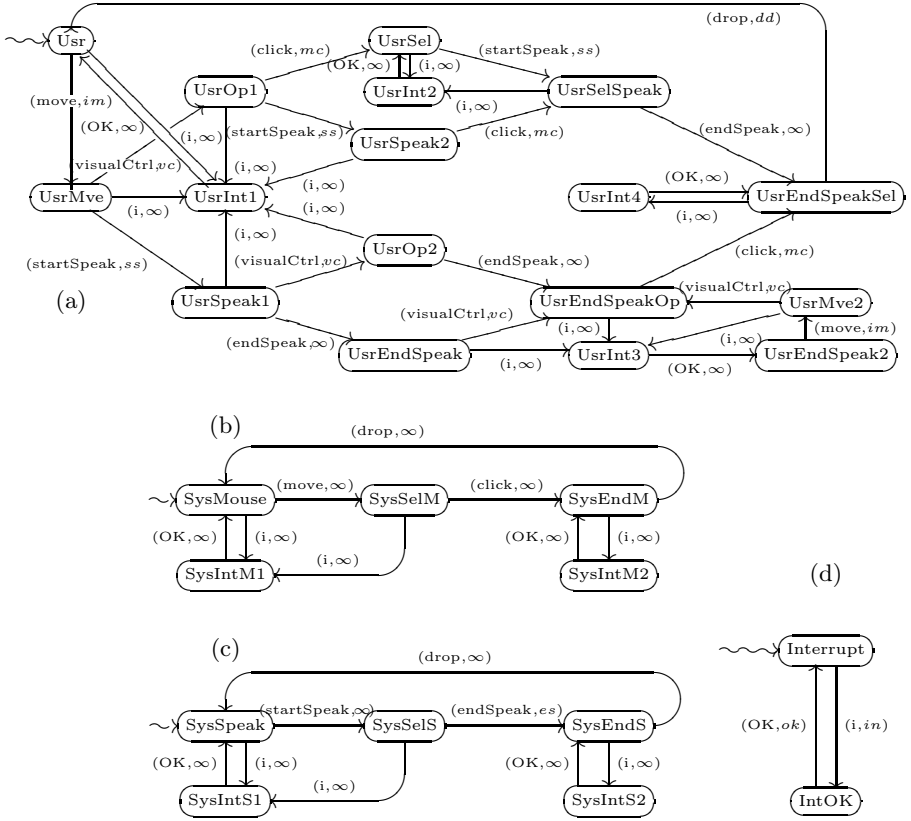 (drop,dd)
Usr
UsrSel
(click,mc)
(startSpeak,ss)
(OK,∞)
(i,∞)
UsrOp1
UsrInt2
UsrSelSpeak
(move,im)
(i,∞)
(OK,∞)
(i,∞)
(startSpeak,ss)
(click,mc)
(endSpeak,∞)
UsrSpeak2
(visualCtrl,vc)
(i,∞)
(i,∞)
(OK,∞)
UsrMve
UsrInt1
UsrInt4
UsrEndSpeakSel
(i,∞)
(i,∞)
(i,∞)
(i,∞)
UsrOp2
(click,mc)
(startSpeak,ss)
(visualCtrl,vc)
(endSpeak,∞)
(a)
UsrSpeak1
UsrEndSpeakOp
(visualCtrl,vc)
UsrMve2
(visualCtrl,vc)
(i,∞)
(move,im)
(endSpeak,∞)
(i,∞)
UsrEndSpeak
UsrInt3
UsrEndSpeak2
(i,∞)
(OK,∞)
(b)
(drop,∞)
SysMouse
(move,∞)
SysSelM
(click,∞)
SysEndM
(OK,∞)
(i,∞)
(OK,∞)
(i,∞)
(i,∞)
SysIntM1
SysIntM2
(d)
(c)
(drop,∞)
Interrupt
SysSpeak
(startSpeak,∞)
SysSelS
(endSpeak,es)
SysEndS
(OK,ok)
(i,in)
(OK,∞)
(i,∞)
(OK,∞)
(i,∞)
(i,∞)
SysIntS1
SysIntS2
IntOK